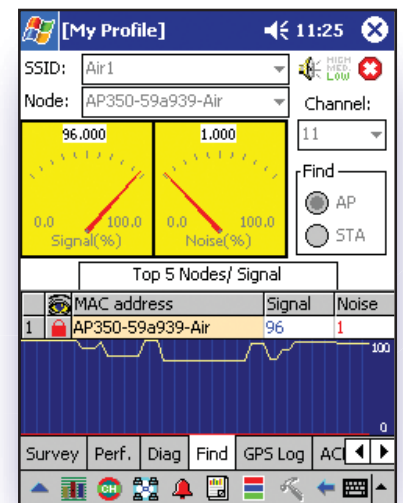 [My Profile] 11:25
SSID: Air1
HIGH
MED.
LOW
Node: AP350-59a939-Air
Channel:
11
96.000 1.000
0.0 100.0 0.0 100.0
Signal(%) Noise(%)
Find
AP
STA
Top 5 Nodes/ Signal
MAC address Signal Noise
1 AP350-59a939-Air 96 1
100
0
Survey Perf. Diag Find GPS Log
CH